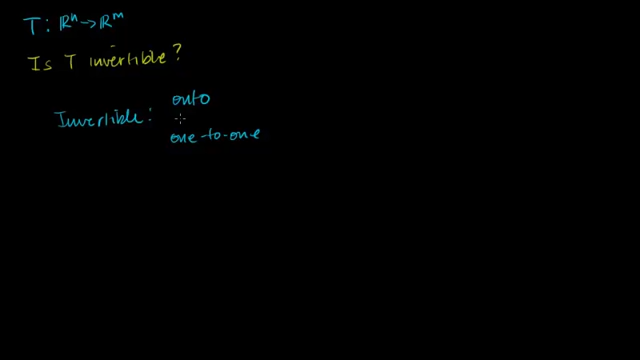 T: ℝⁿ → ℝᵐ
Is T invertible?
onto
Invertible:
one-to-one